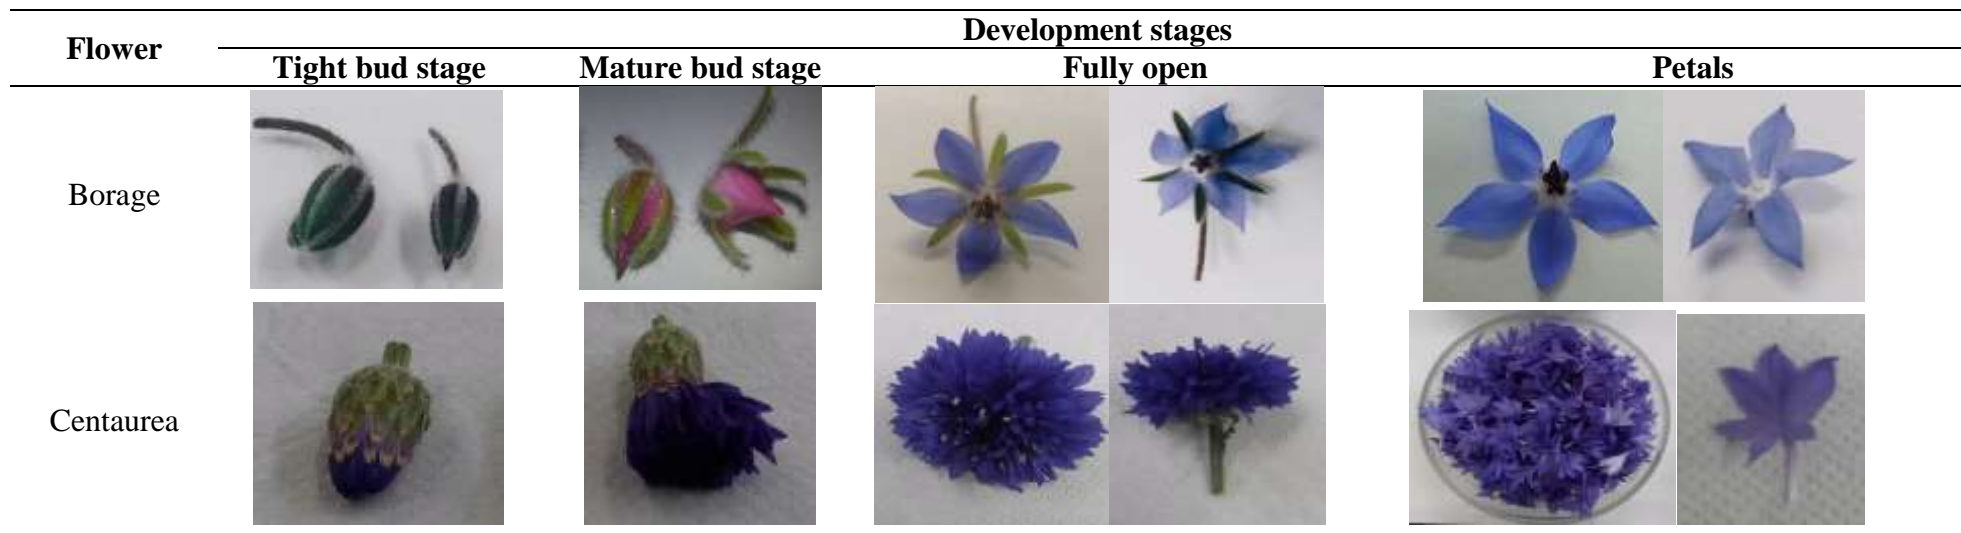 Flower
Development stages
Tight bud stage Mature bud stage Fully open Petals
Borage
Centaurea